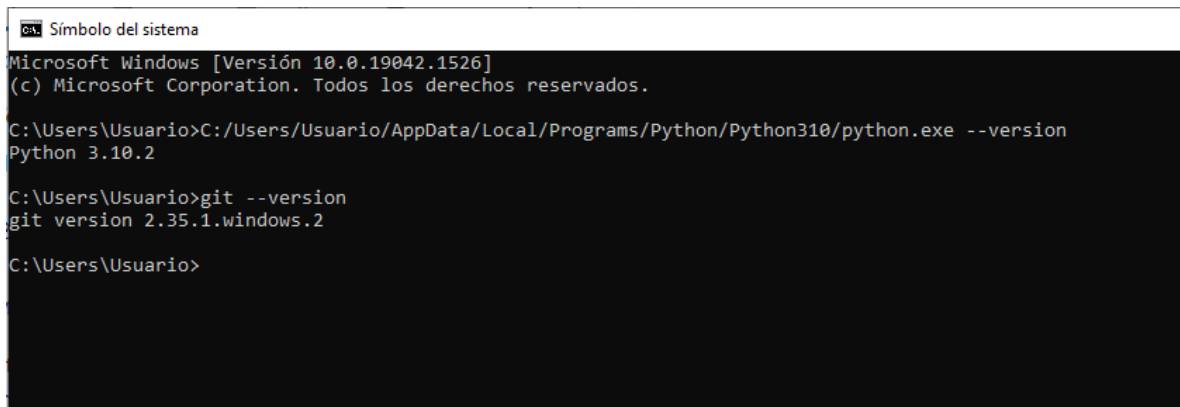 Símbolo del sistema
Microsoft Windows [Versión 10.0.19042.1526]
(c) Microsoft Corporation. Todos los derechos reservados.
C:\Users\Usuario>C:/Users/Usuario/AppData/Local/Programs/Python/Python310/python.exe --version
Python 3.10.2
C:\Users\Usuario>git --version
git version 2.35.1.windows.2
C:\Users\Usuario>